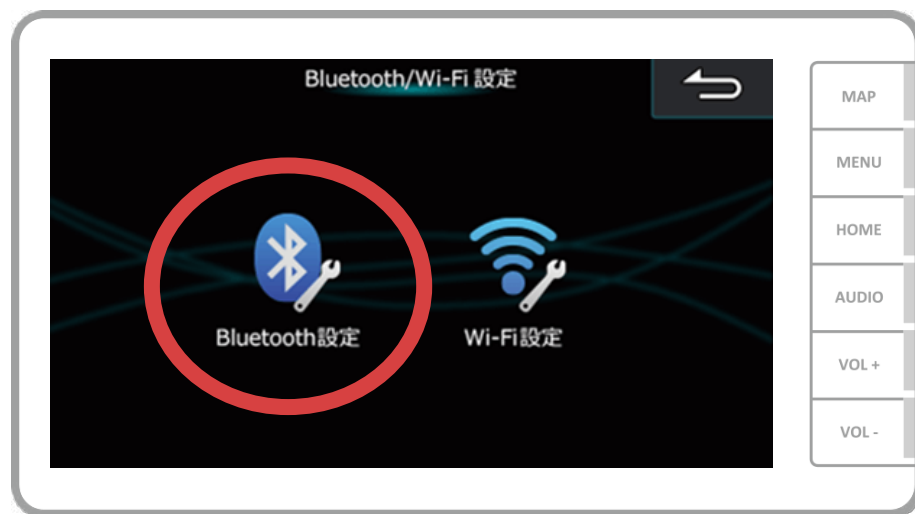 Bluetooth/Wi-Fi 設定
Bluetooth設定
Wi-Fi設定
MAP
MENU
HOME
AUDIO
VOL +
VOL -